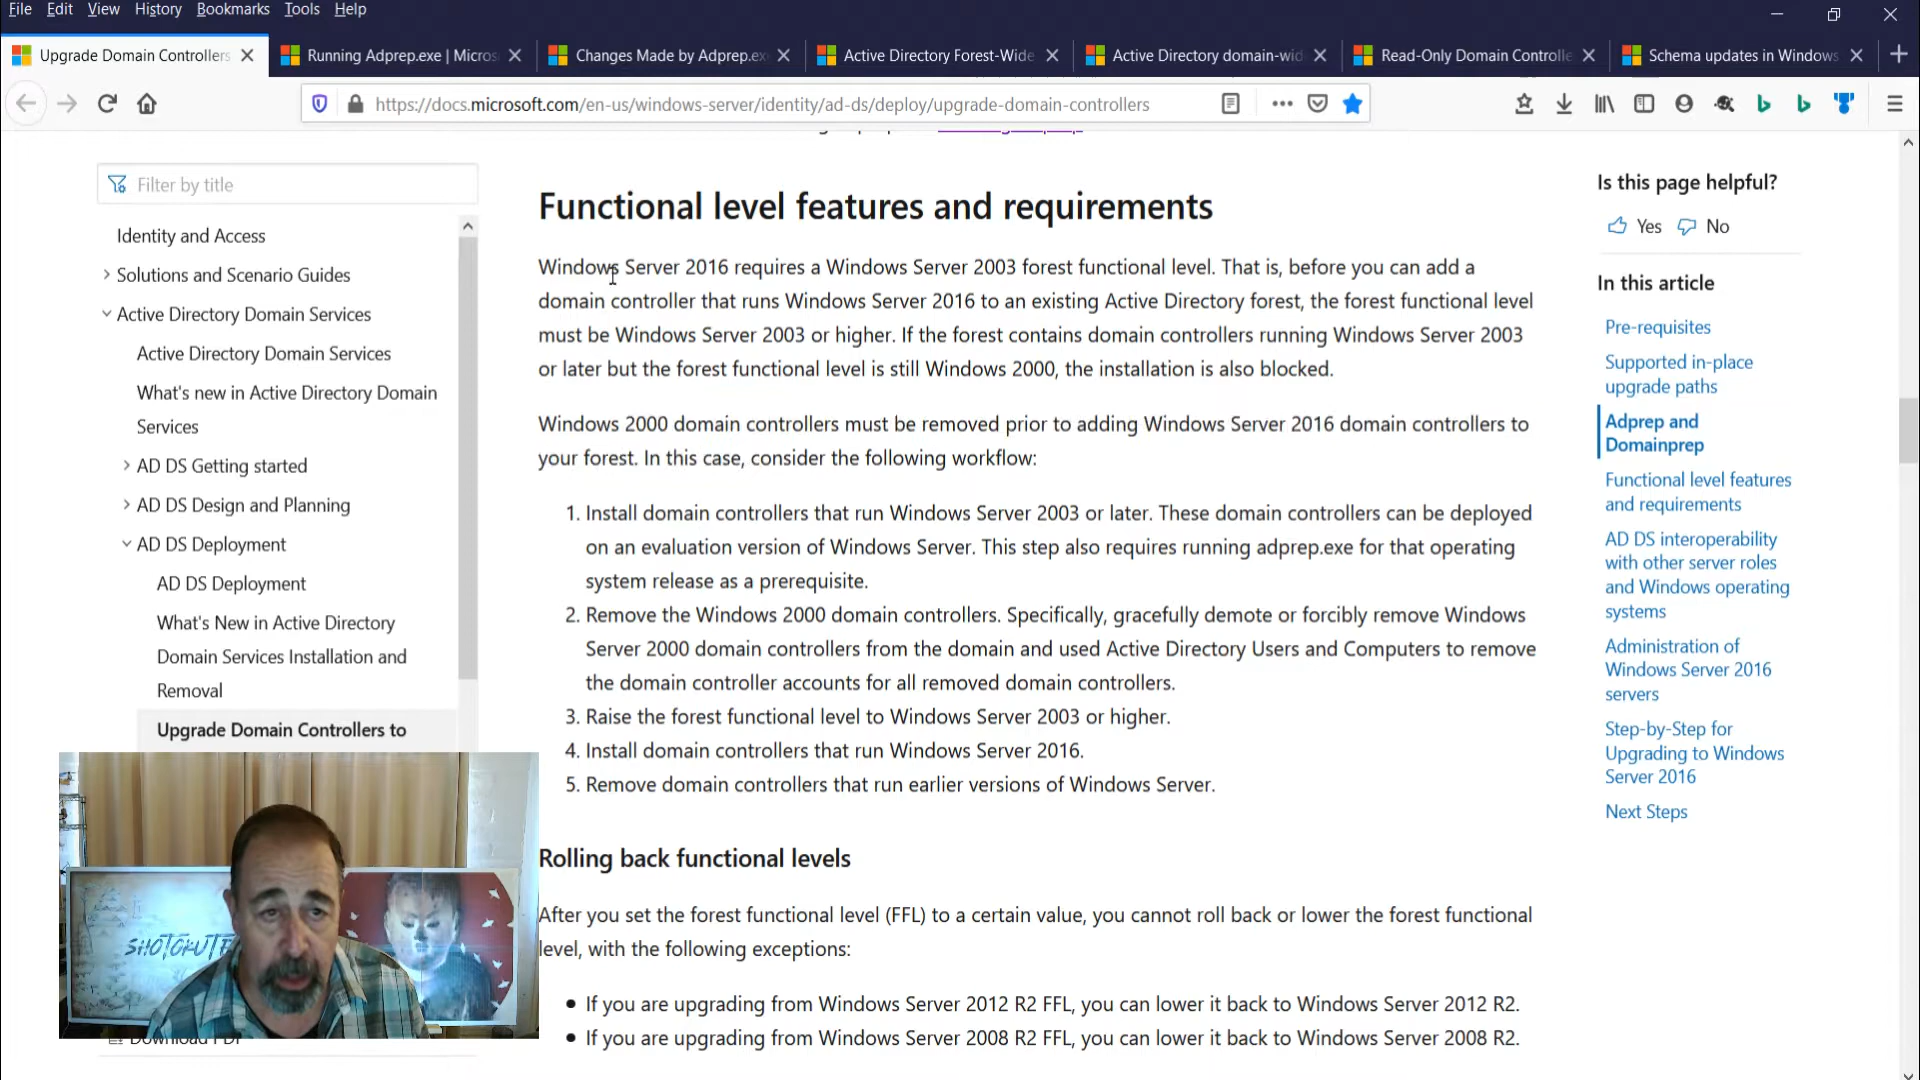 File Edit View History Bookmarks Tools Help
Upgrade Domain Controllers
Running Adprep.exe | Micros
Changes Made by Adprep.ex
Active Directory Forest-Wide
Active Directory domain-wid
Read-Only Domain Controlle
Schema updates in Windows
https://docs.microsoft.com/en-us/windows-server/identity/ad-ds/deploy/upgrade-domain-controllers
Filter by title
Identity and Access
Solutions and Scenario Guides
Active Directory Domain Services
Active Directory Domain Services
What's new in Active Directory Domain
Services
AD DS Getting started
AD DS Design and Planning
AD DS Deployment
AD DS Deployment
What's New in Active Directory
Domain Services Installation and
Removal
Upgrade Domain Controllers to
SHOTOKUTE
Download PDF
Functional level features and requirements
Windows Server 2016 requires a Windows Server 2003 forest functional level. That is, before you can add a
domain controller that runs Windows Server 2016 to an existing Active Directory forest, the forest functional level
must be Windows Server 2003 or higher. If the forest contains domain controllers running Windows Server 2003
or later but the forest functional level is still Windows 2000, the installation is also blocked.
Windows 2000 domain controllers must be removed prior to adding Windows Server 2016 domain controllers to
your forest. In this case, consider the following workflow:
1. Install domain controllers that run Windows Server 2003 or later. These domain controllers can be deployed
on an evaluation version of Windows Server. This step also requires running adprep.exe for that operating
system release as a prerequisite.
2. Remove the Windows 2000 domain controllers. Specifically, gracefully demote or forcibly remove Windows
Server 2000 domain controllers from the domain and used Active Directory Users and Computers to remove
the domain controller accounts for all removed domain controllers.
3. Raise the forest functional level to Windows Server 2003 or higher.
4. Install domain controllers that run Windows Server 2016.
5. Remove domain controllers that run earlier versions of Windows Server.
Rolling back functional levels
After you set the forest functional level (FFL) to a certain value, you cannot roll back or lower the forest functional
level, with the following exceptions:
• If you are upgrading from Windows Server 2012 R2 FFL, you can lower it back to Windows Server 2012 R2.
• If you are upgrading from Windows Server 2008 R2 FFL, you can lower it back to Windows Server 2008 R2.
Is this page helpful?
Yes No
In this article
Pre-requisites
Supported in-place
upgrade paths
Adprep and
Domainprep
Functional level features
and requirements
AD DS interoperability
with other server roles
and Windows operating
systems
Administration of
Windows Server 2016
servers
Step-by-Step for
Upgrading to Windows
Server 2016
Next Steps